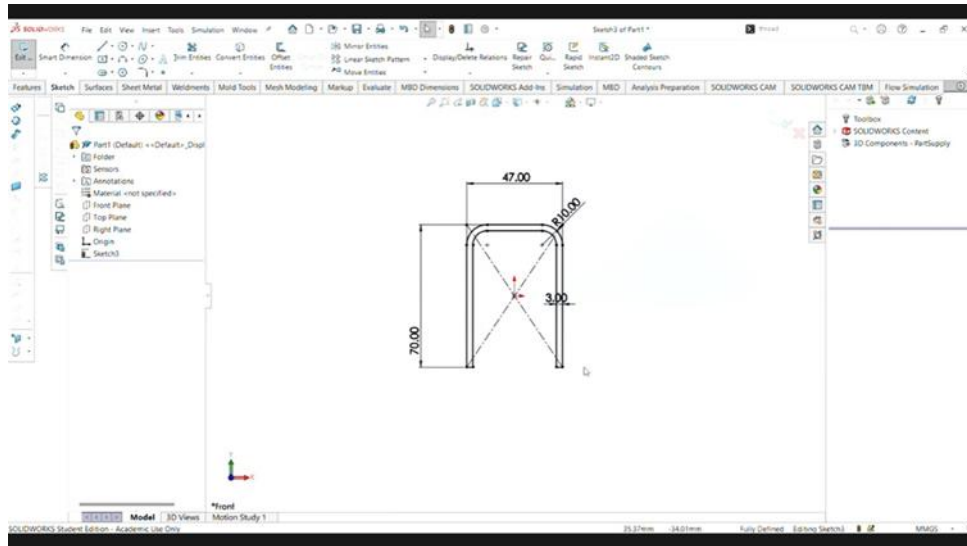 SOLIDWORKS File Edit View Insert Tools Simulation Window Sketch3 of Part1 *
Smart Dimension Trim Entities Convert Entities Offset Entities Mirror Entities Linear Sketch Pattern Move Entities Display/Delete Relations Repair Sketch Qui... Rapid Sketch Instant2D Shaded Sketch Contours
Features Sketch Surfaces Sheet Metal Weldments Mold Tools Mesh Modeling Markup Evaluate MBD Dimensions SOLIDWORKS Add-Ins Simulation MBD Analysis Preparation SOLIDWORKS CAM SOLIDWORKS CAM TBM Flow Simulation
Part1 (Default) <<Default>_Displ
Folder
Sensors
Annotations
Material <not specified>
Front Plane
Top Plane
Right Plane
Origin
Sketch3
Toolbox
SOLIDWORKS Content
3D Components - PartSupply
47.00
R10.00
3.00
70.00
*Front
Model 3D Views Motion Study 1
SOLIDWORKS Student Edition - Academic Use Only 35.37mm -34.01mm Fully Defined Editing Sketch3 MMGS